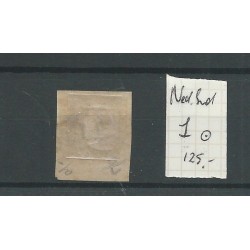 Ned. Ind
1 ⊙
125.-